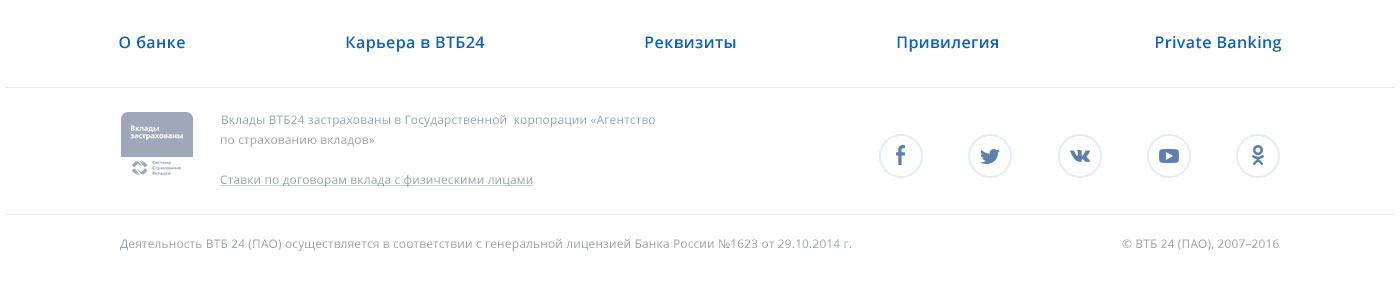 О банке
Карьера в ВТБ24
Реквизиты
Привилегия
Private Banking
Вклады
застрахованы
Система
Страхования
Вкладов
Вклады ВТБ24 застрахованы в Государственной корпорации «Агентство
по страхованию вкладов»
Ставки по договорам вклада с физическими лицами
Деятельность ВТБ 24 (ПАО) осуществляется в соответствии с генеральной лицензией Банка России №1623 от 29.10.2014 г.
© ВТБ 24 (ПАО), 2007–2016